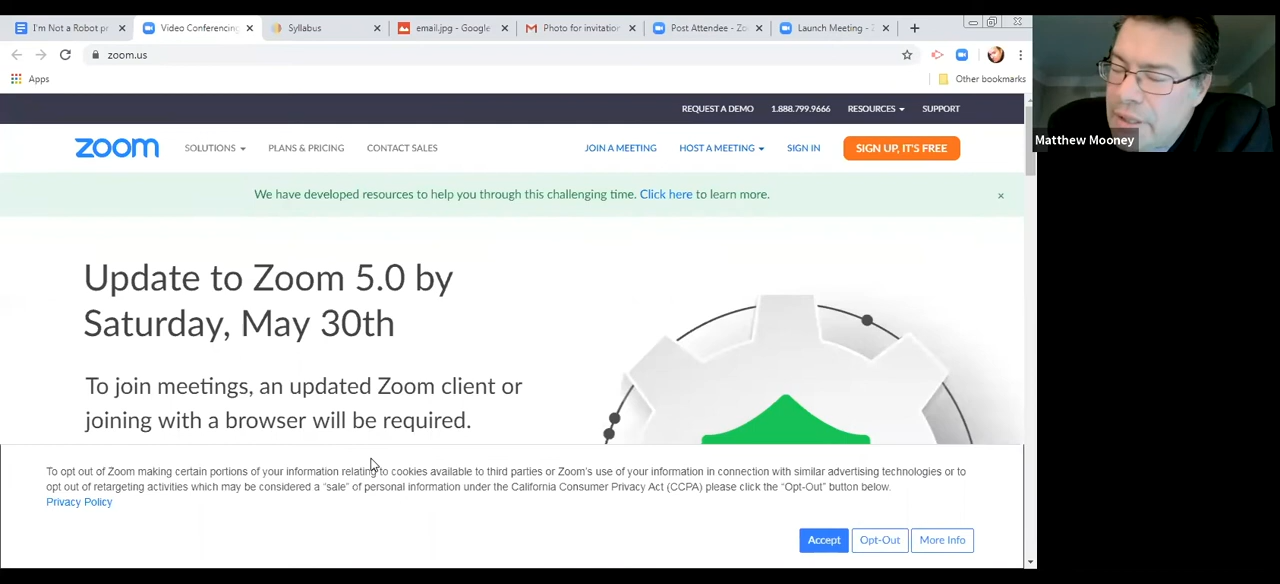 I'm Not a Robot pr
Video Conferencing
Syllabus
email.jpg - Google
Photo for invitation
Post Attendee - Zo
Launch Meeting - Z
zoom.us
Apps
Other bookmarks
REQUEST A DEMO 1.888.799.9666 RESOURCES SUPPORT
zoom SOLUTIONS PLANS & PRICING CONTACT SALES JOIN A MEETING HOST A MEETING SIGN IN SIGN UP, IT'S FREE
We have developed resources to help you through this challenging time. Click here to learn more.
Update to Zoom 5.0 by
Saturday, May 30th
To join meetings, an updated Zoom client or
joining with a browser will be required.
To opt out of Zoom making certain portions of your information relating to cookies available to third parties or Zoom's use of your information in connection with similar advertising technologies or to
opt out of retargeting activities which may be considered a "sale" of personal information under the California Consumer Privacy Act (CCPA) please click the "Opt-Out" button below.
Privacy Policy
Accept Opt-Out More Info
Matthew Mooney